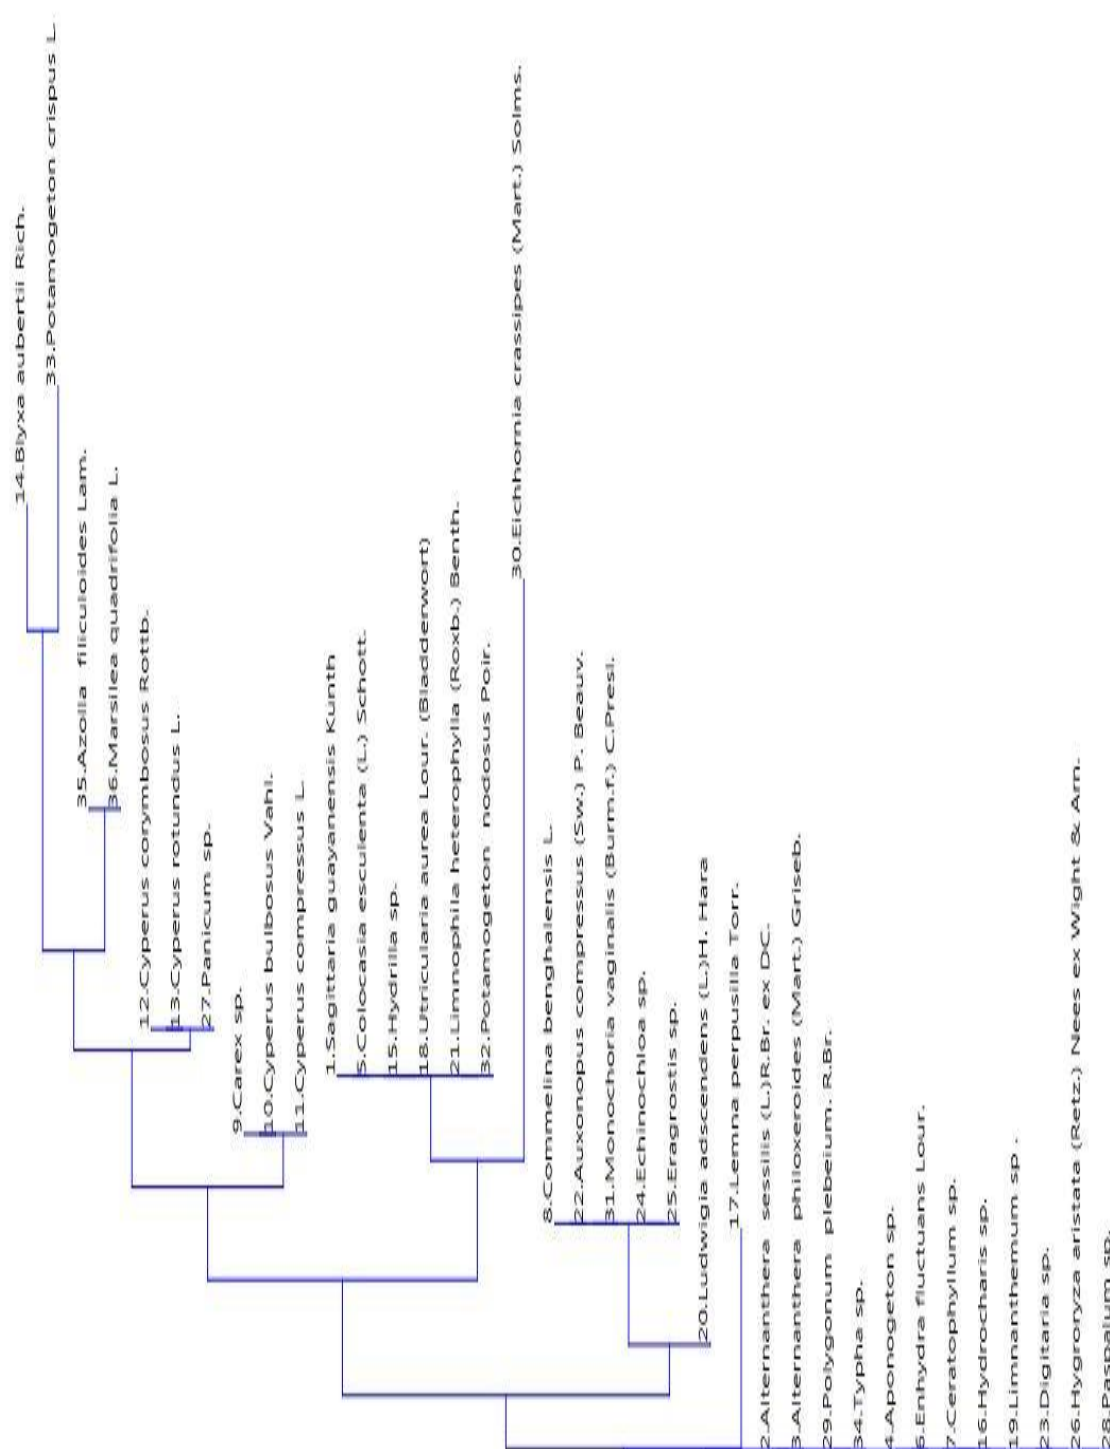 14.Blyxa aubertii Rich.
33.Potamogeton crispus L
35.Azolla filiculoides Lam.
36.Marsilea quadrifolia L.
12.Cyperus corymbosus Rottb.
13.Cyperus rotundus L.
27.Panicum sp.
9.Carex sp.
10.Cyperus bulbosus Vahl.
11.Cyperus compressus L.
1.Sagittaria guayanensis Kunth
5.Colocasia esculenta (L.) Schott.
15.Hydrilla sp.
18.Utricularia aurea Lour. (Bladderwort)
21.Limnophila heterophylla (Roxb.) Benth.
32.Potamogeton nodosus Poir.
30.Eichhornia crassipes (Mart.) Solms.
8.Commelina benghalensis L.
22.Auxonopus compressus (Sw.) P. Beauv.
31.Monochoria vaginalis (Burm.f.) C.Presl.
24.Echinochloa sp.
25.Eragrostis sp.
20.Ludwigia adscendens (L.)H. Hara
17.Lemna perpusilla Torr.
2.Alternanthera sessilis (L.)R.Br. ex DC.
3.Alternanthera philoxeroides (Mart.) Griseb.
29.Polygonum plebeium. R.Br.
34.Typha sp.
4.Aponogeton sp.
6.Enhydra fluctuans Lour.
7.Ceratophyllum sp.
16.Hydrocharis sp.
19.Limnanthemum sp .
23.Digitaria sp.
26.Hygroryza aristata (Retz.) Nees ex Wight & Arn.
28.Paspalum sp.